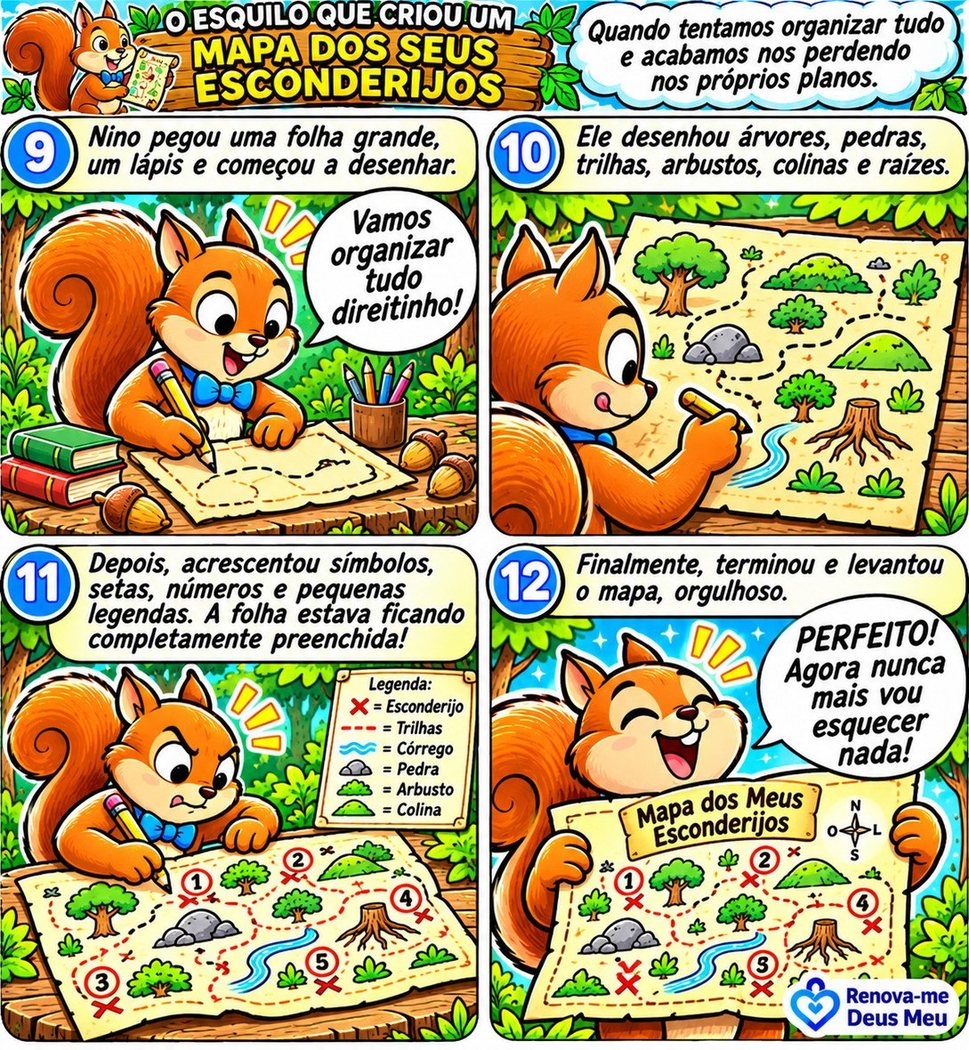 O ESQUILO QUE CRIOU UM
MAPA DOS SEUS
ESCONDERIJOS
Quando tentamos organizar tudo
e acabamos nos perdendo
nos próprios planos.
9
Nino pegou uma folha grande,
um lápis e começou a desenhar.
Vamos
organizar
tudo
direitinho!
10
Ele desenhou árvores, pedras,
trilhas, arbustos, colinas e raízes.
11
Depois, acrescentou símbolos,
setas, números e pequenas
legendas. A folha estava ficando
completamente preenchida!
Legenda:
= Esconderijo
= Trilhas
= Córrego
= Pedra
= Arbusto
= Colina
1
2
4
3
5
12
Finalmente, terminou e levantou
o mapa, orgulhoso.
PERFEITO!
Agora nunca
mais vou
esquecer
nada!
Mapa dos Meus
Esconderijos
N
O L
S
1
2
4
3
Renova-me
Deus Meu